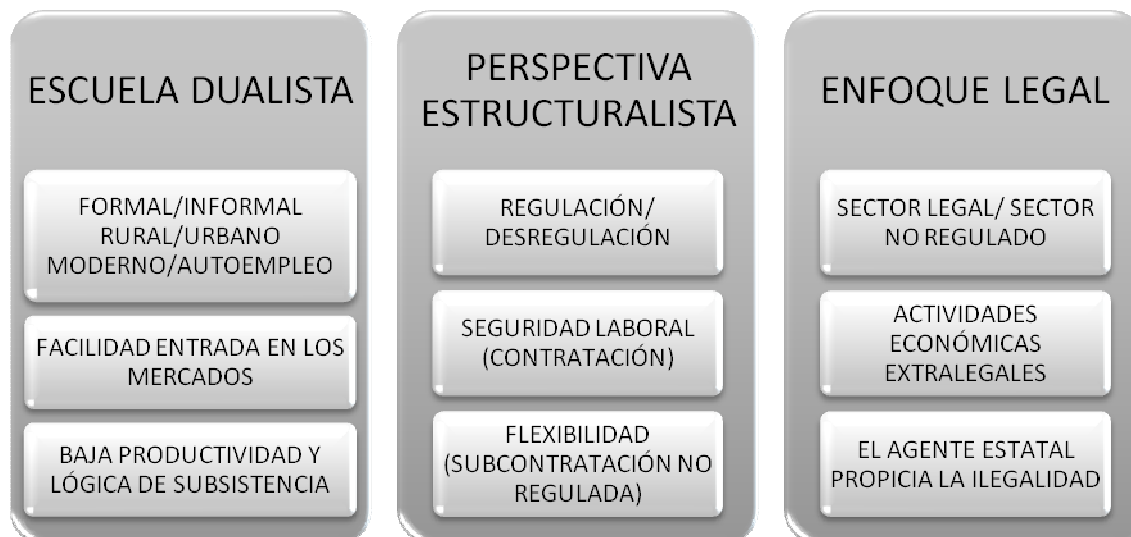 ESCUELA DUALISTA
FORMAL/INFORMAL
RURAL/URBANO
MODERNO/AUTOEMPLEO
FACILIDAD ENTRADA EN LOS
MERCADOS
BAJA PRODUCTIVIDAD Y
LÓGICA DE SUBSISTENCIA
PERSPECTIVA
ESTRUCTURALISTA
REGULACIÓN/
DESREGULACIÓN
SEGURIDAD LABORAL
(CONTRATACIÓN)
FLEXIBILIDAD
(SUBCONTRATACIÓN NO
REGULADA)
ENFOQUE LEGAL
SECTOR LEGAL/ SECTOR
NO REGULADO
ACTIVIDADES
ECONÓMICAS
EXTRALEGALES
EL AGENTE ESTATAL
PROPICIA LA ILEGALIDAD